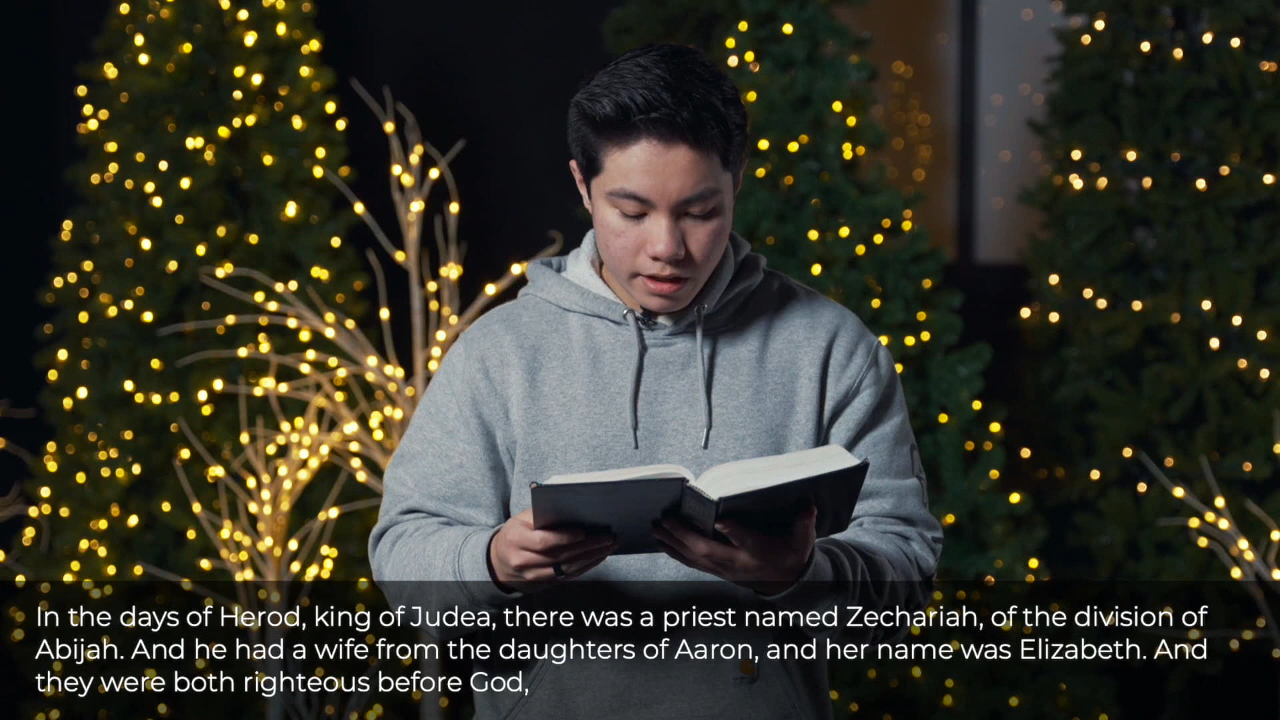 In the days of Herod, king of Judea, there was a priest named Zechariah, of the division of
Abijah. And he had a wife from the daughters of Aaron, and her name was Elizabeth. And
they were both righteous before God,